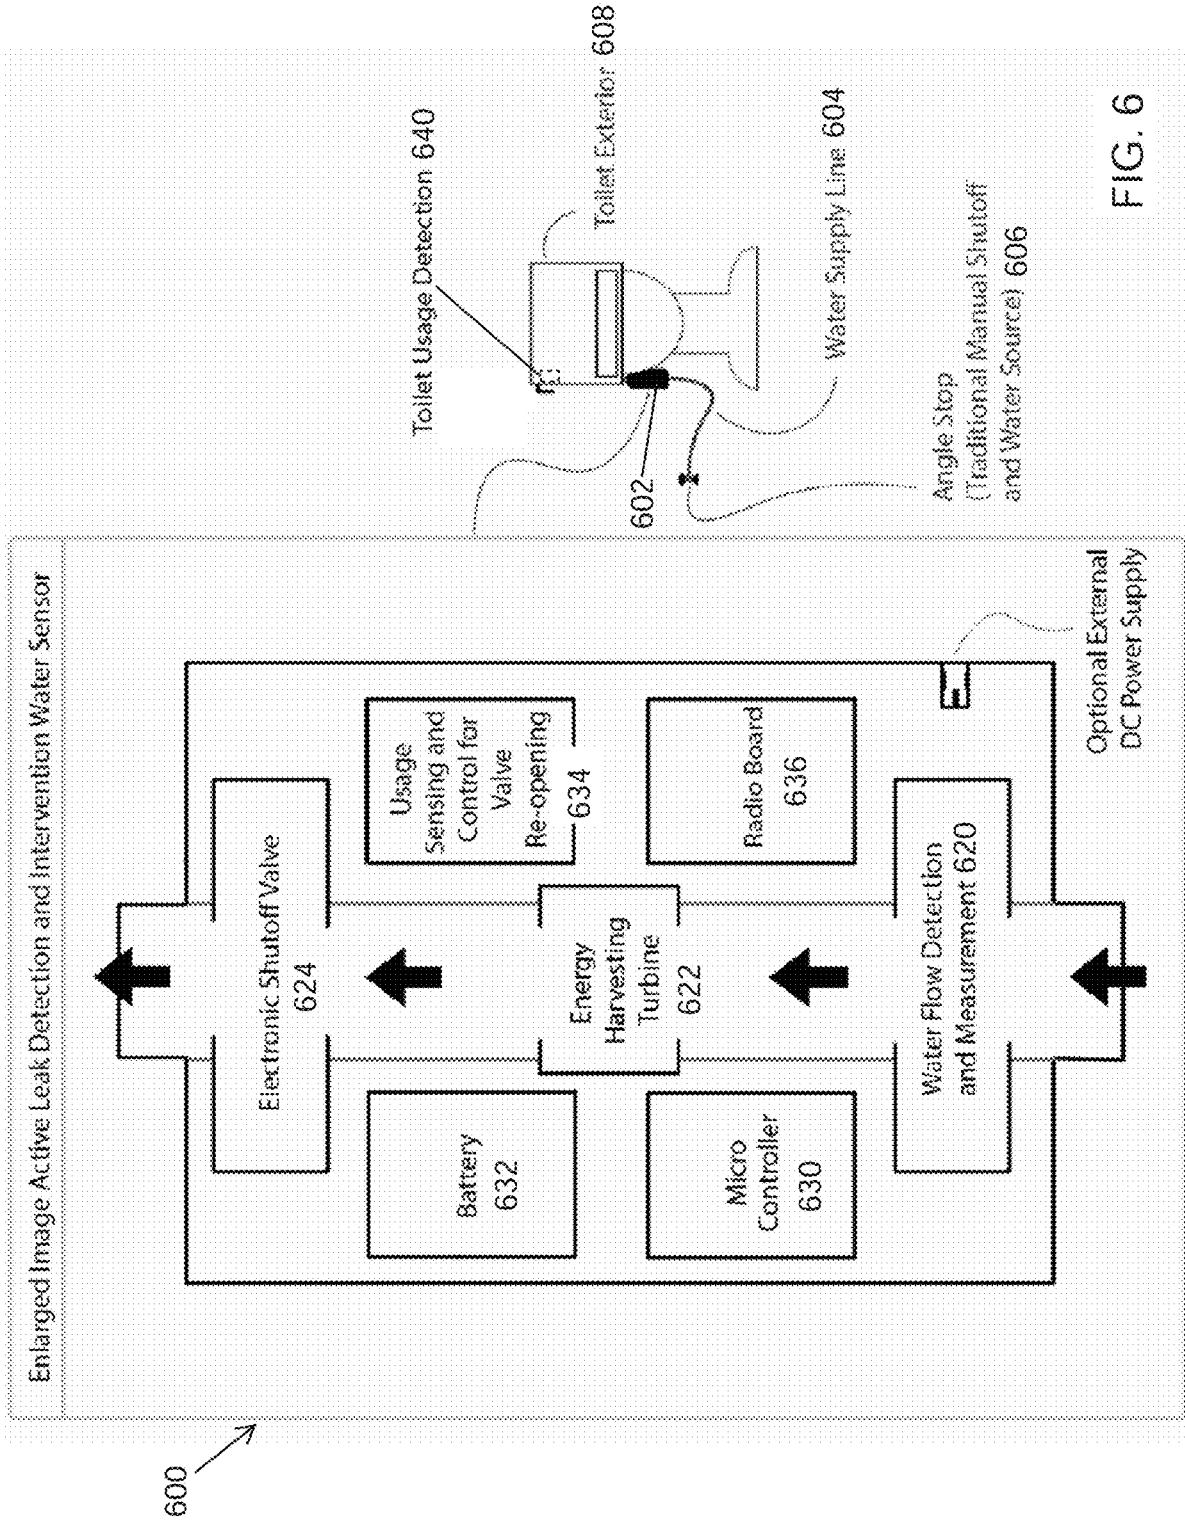 600
Enlarged Image Active Leak Detection and Intervention Water Sensor
Electronic Shutoff Valve
624
Battery
632
Usage
Sensing and
Control for
Valve
Re-opening
634
Energy
Harvesting
Turbine
622
Micro
Controller
630
Radio Board
636
Water Flow Detection
and Measurement 620
Optional External
DC Power Supply
Toilet Usage Detection 640
Toilet Exterior 608
602
Water Supply Line 604
Angle Stop
(Traditional Manual Shutoff
and Water Source) 606
FIG. 6